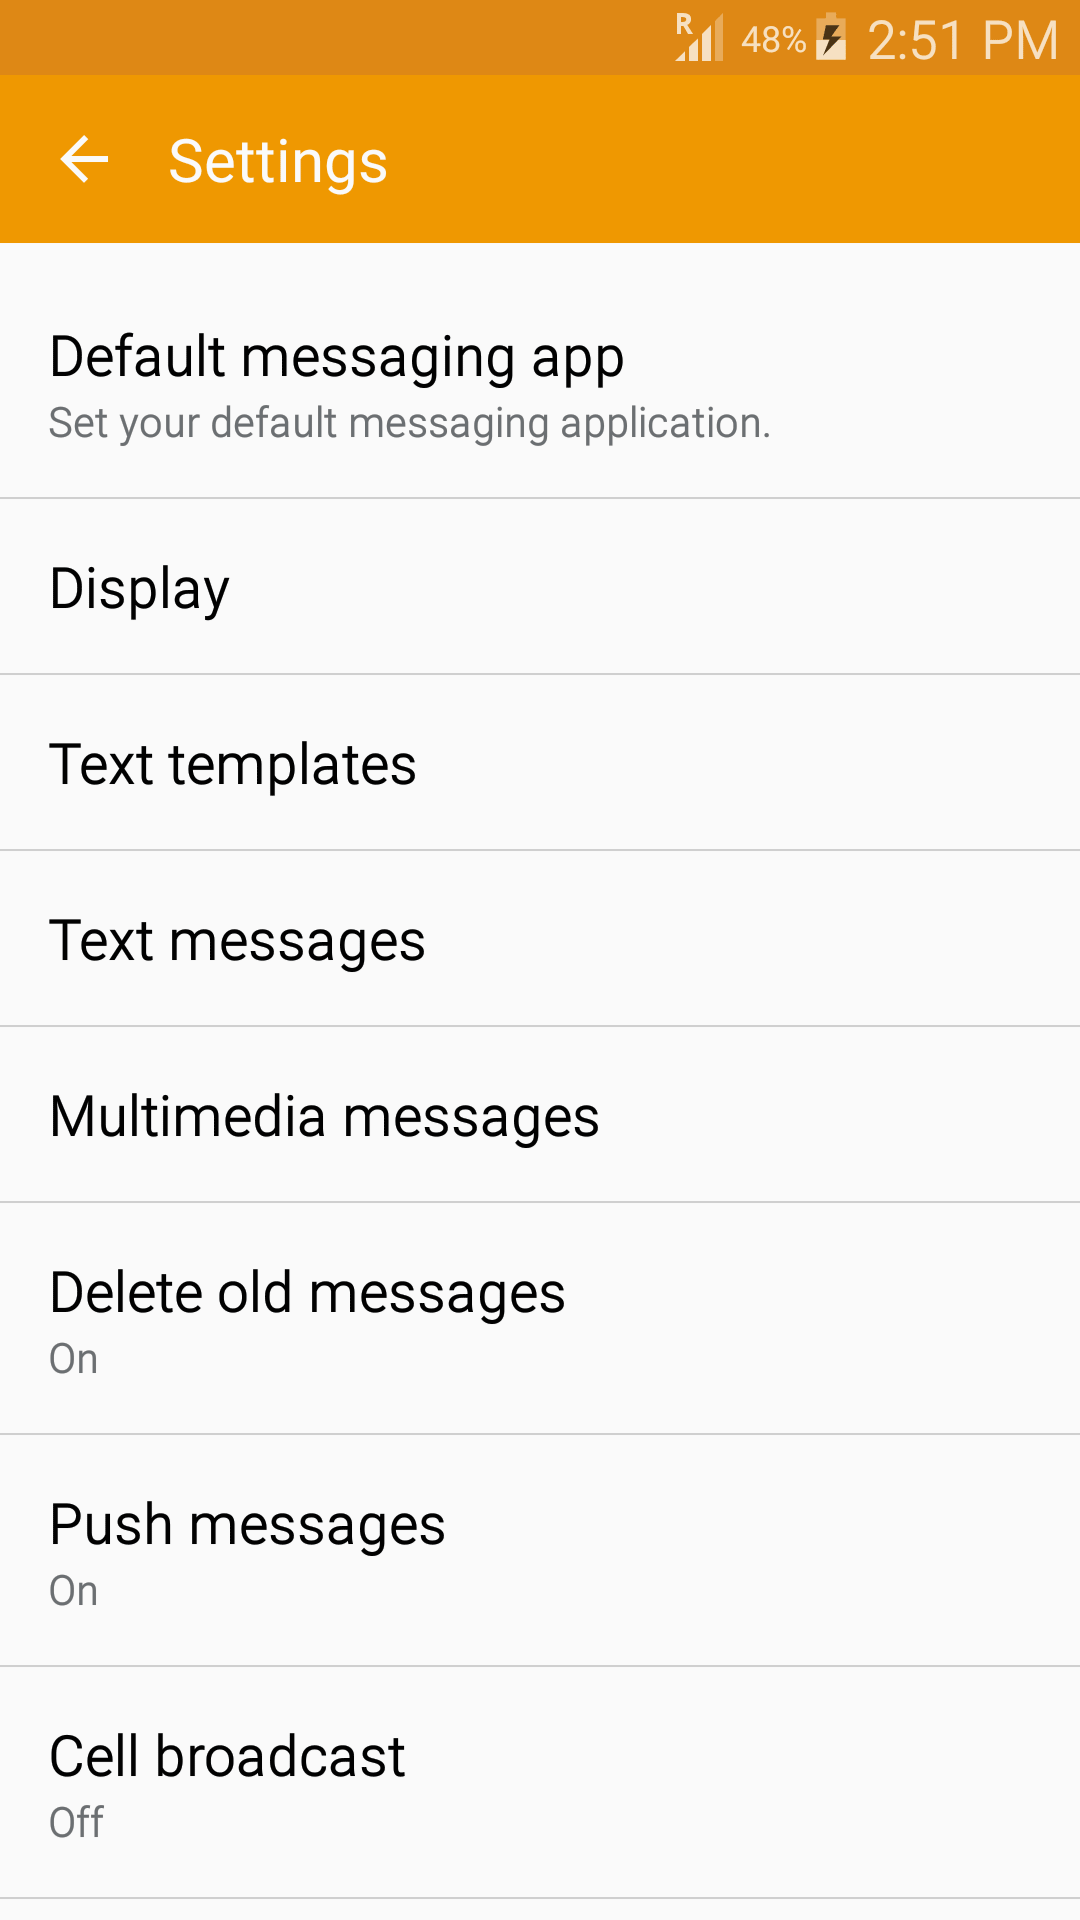 R 48% 2:51 PM
Settings
Default messaging app
Set your default messaging application.
Display
Text templates
Text messages
Multimedia messages
Delete old messages
On
Push messages
On
Cell broadcast
Off